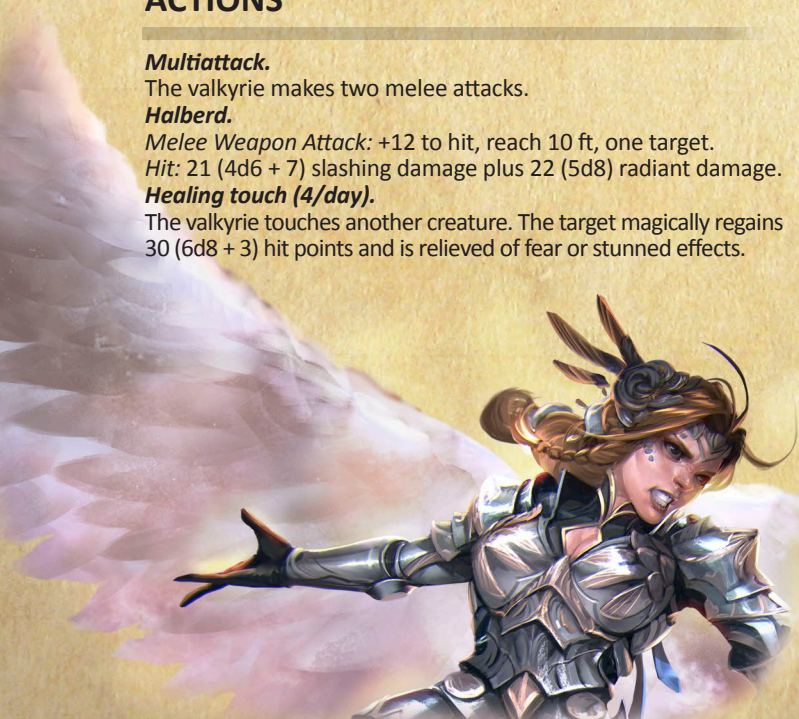 ACTIONS
Multiattack.
The valkyrie makes two melee attacks.
Halberd.
Melee Weapon Attack: +12 to hit, reach 10 ft, one target.
Hit: 21 (4d6 + 7) slashing damage plus 22 (5d8) radiant damage.
Healing touch (4/day).
The valkyrie touches another creature. The target magically regains
30 (6d8 + 3) hit points and is relieved of fear or stunned effects.